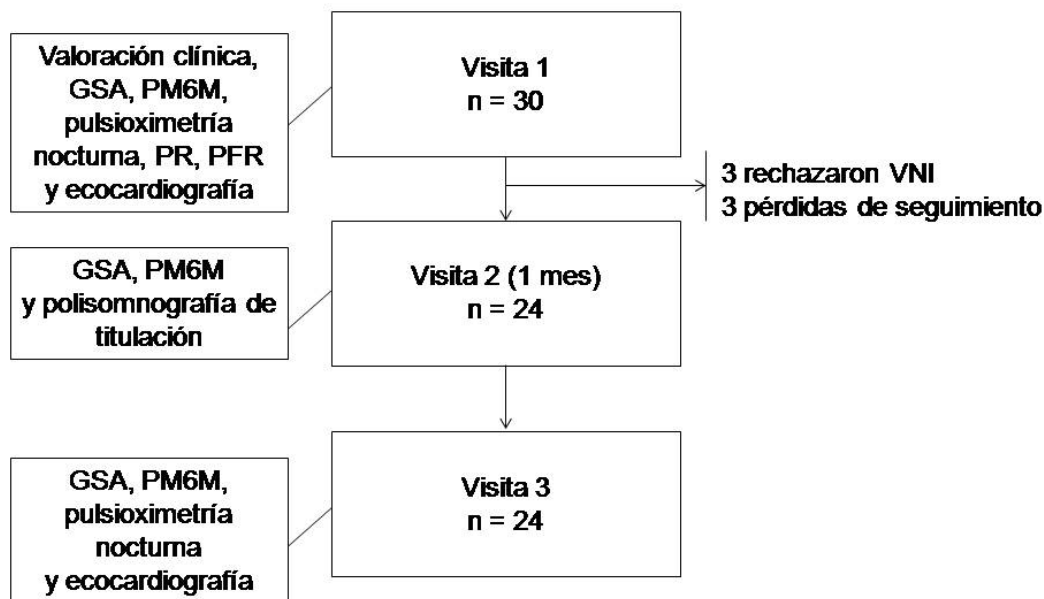 Valoración clínica,
GSA, PM6M,
pulsioximetría
nocturna, PR, PFR
y ecocardiografía
Visita 1
n = 30
3 rechazaron VNI
3 pérdidas de seguimiento
GSA, PM6M
y polisomnografía de
titulación
Visita 2 (1 mes)
n = 24
GSA, PM6M,
pulsioximetría
nocturna
y ecocardiografía
Visita 3
n = 24